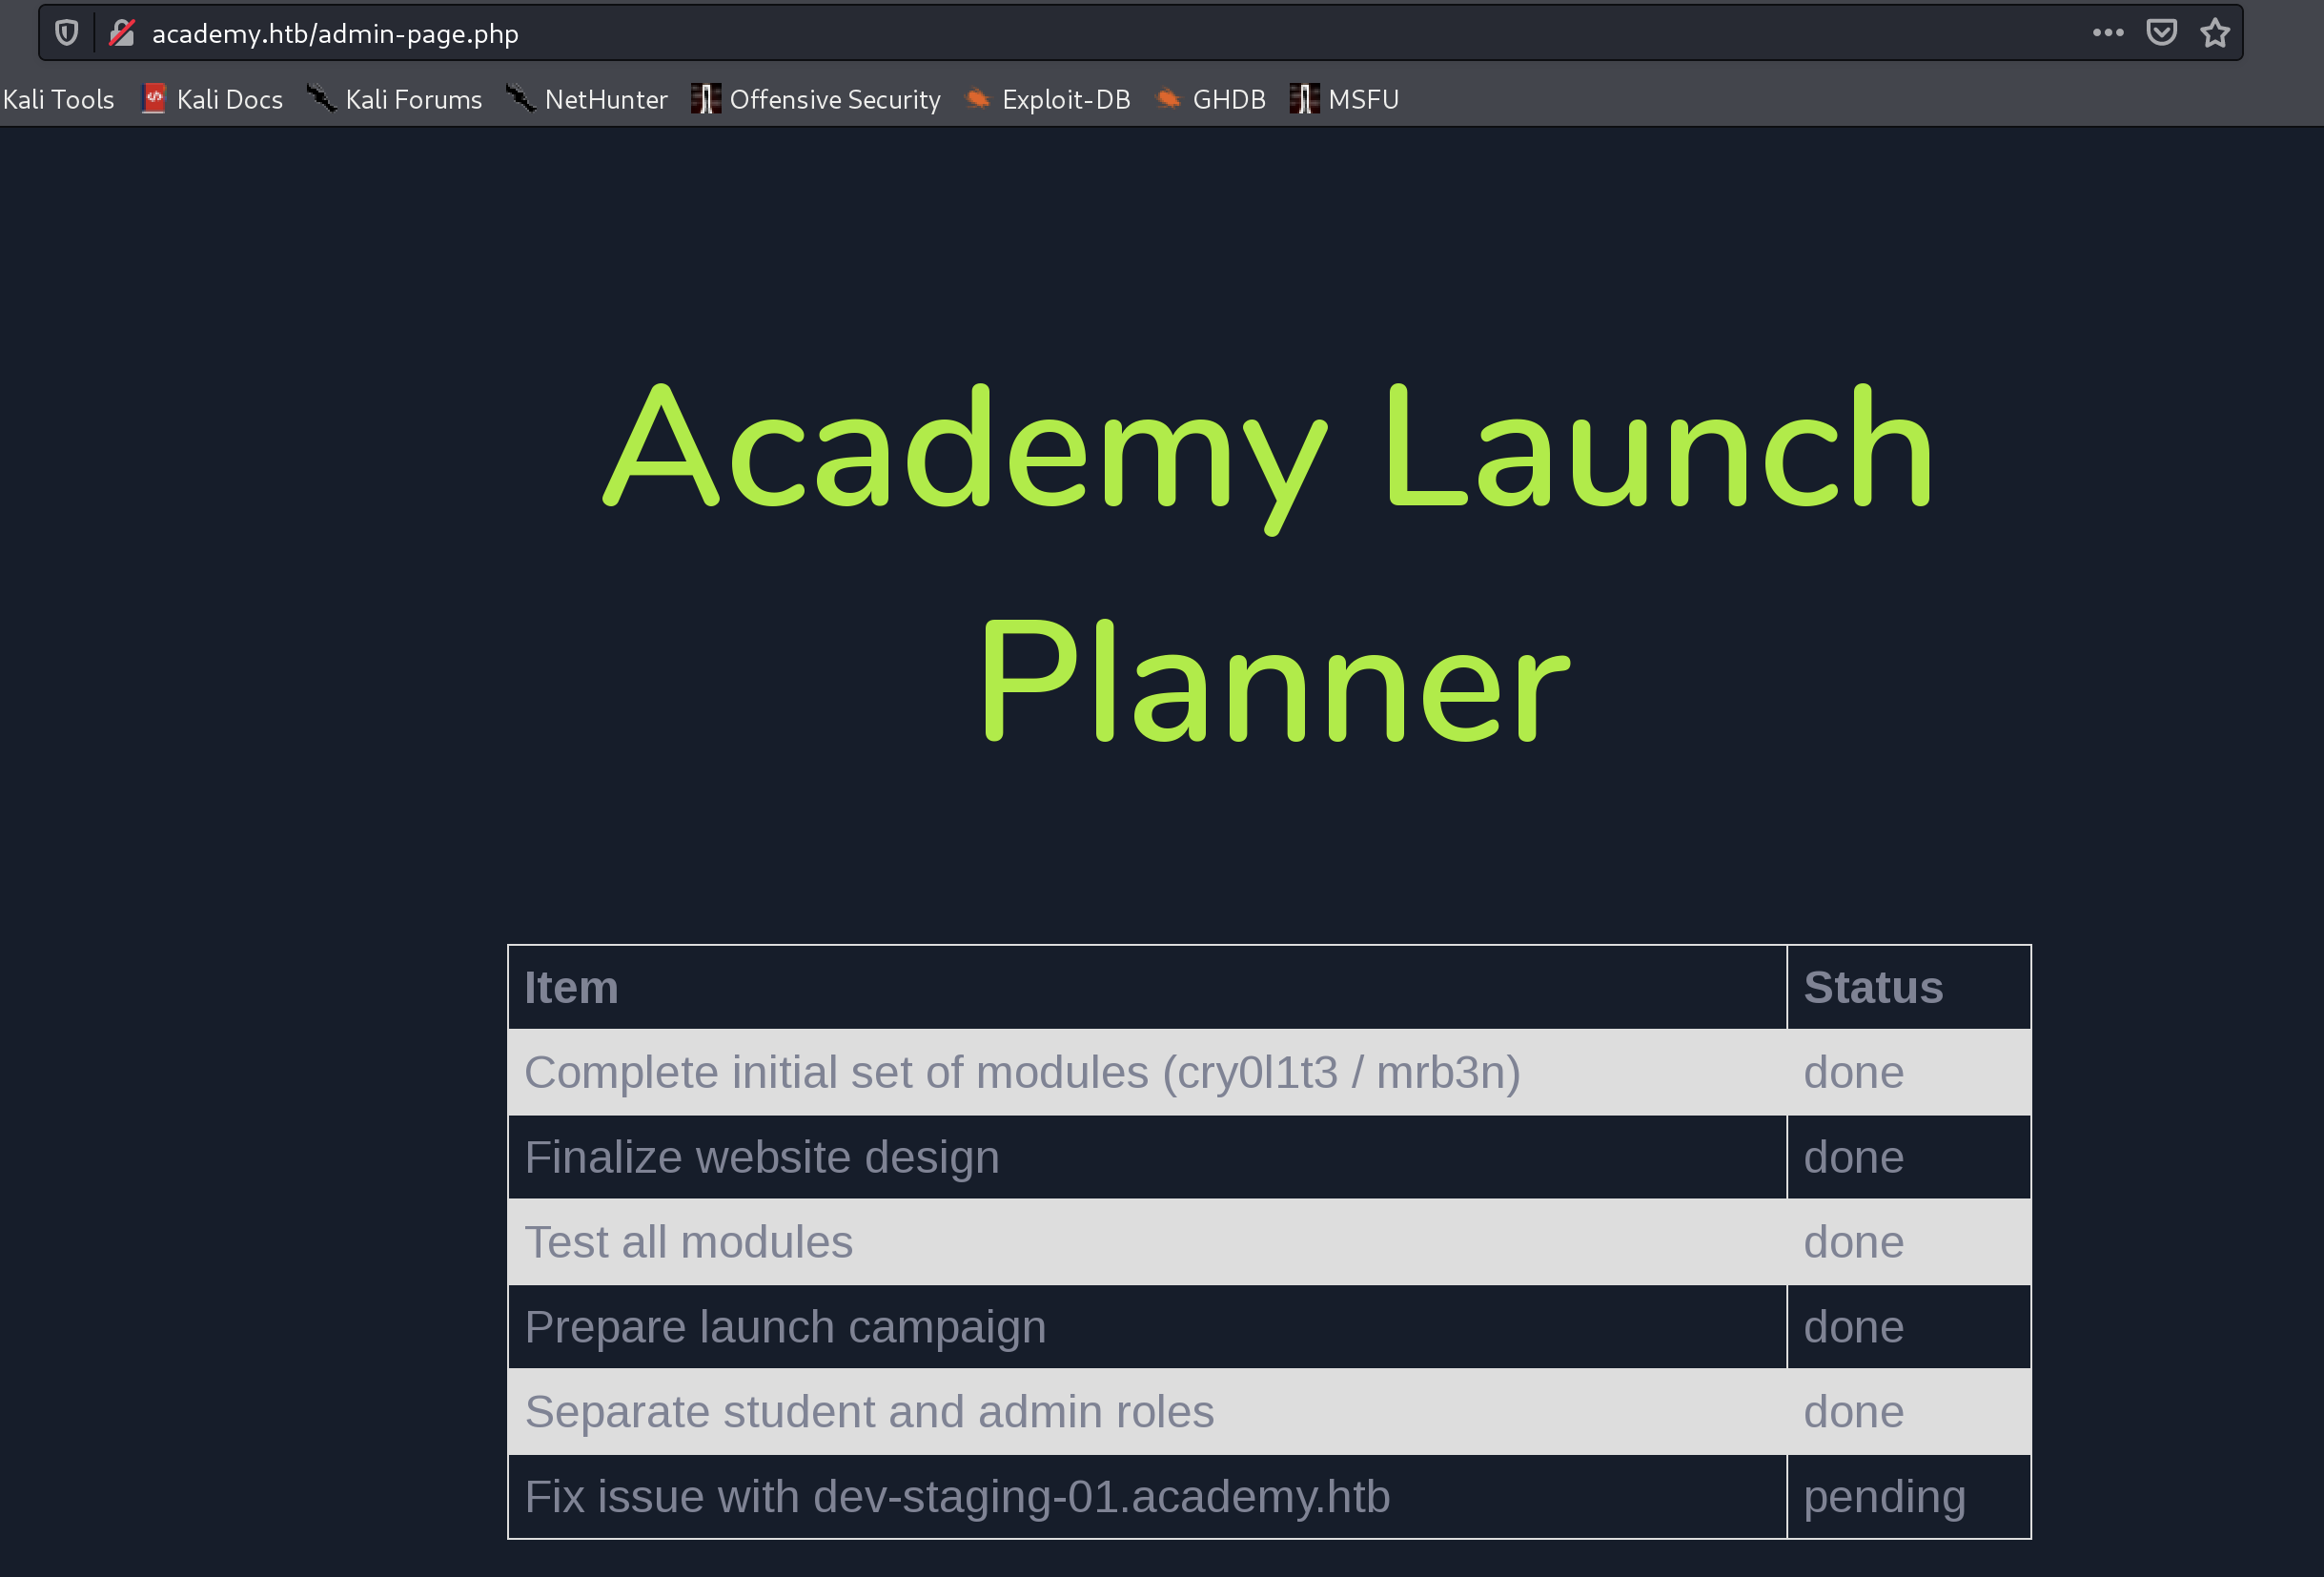 academy.htb/admin-page.php
Kali Tools Kali Docs Kali Forums NetHunter Offensive Security Exploit-DB GHDB MSFU
Academy Launch
Planner
Item Status
Complete initial set of modules (cry0l1t3 / mrb3n) done
Finalize website design done
Test all modules done
Prepare launch campaign done
Separate student and admin roles done
Fix issue with dev-staging-01.academy.htb pending